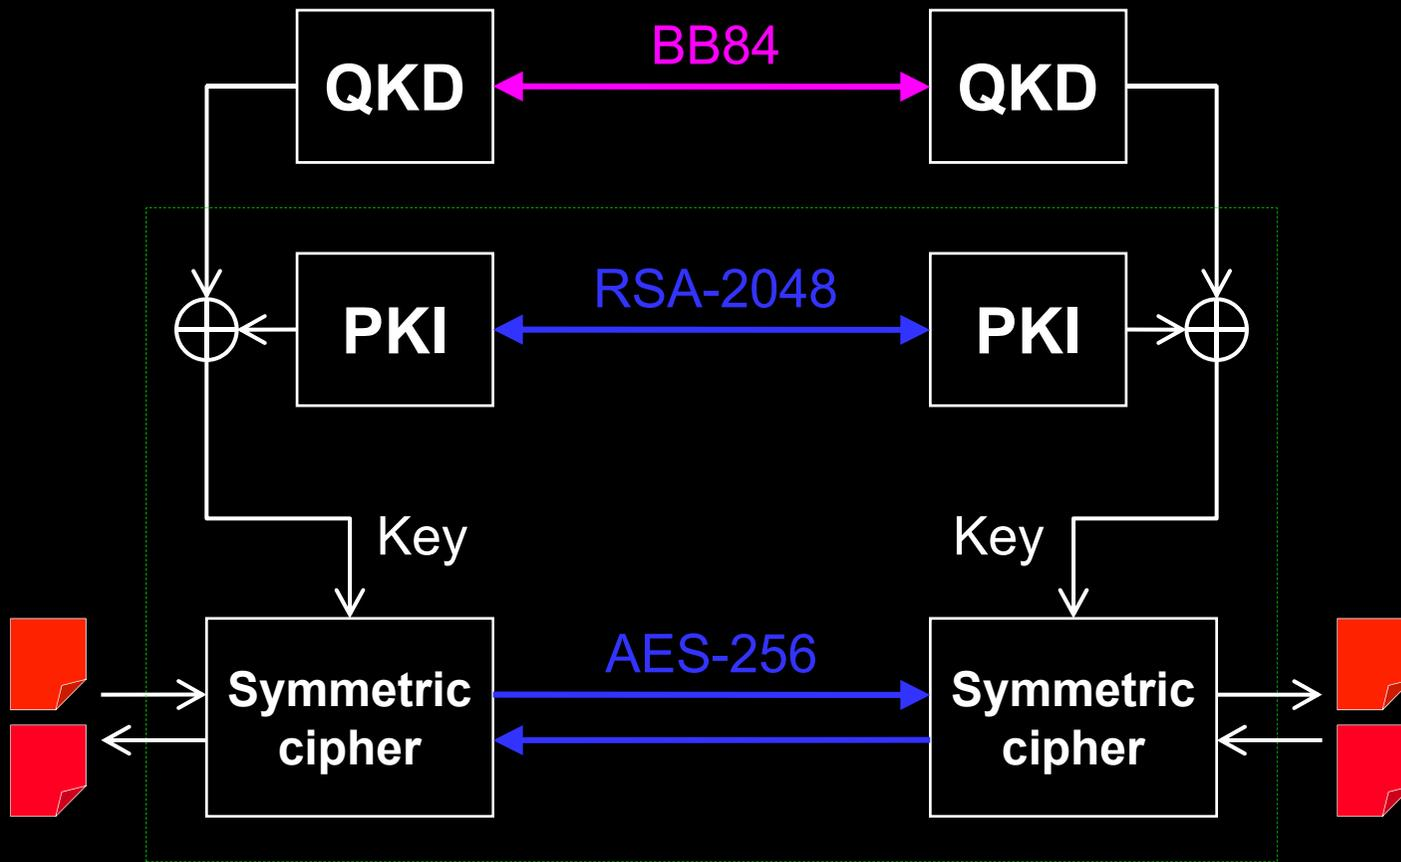 BB84
QKD
QKD
RSA-2048
PKI
PKI
Key
Key
AES-256
Symmetric
cipher
Symmetric
cipher